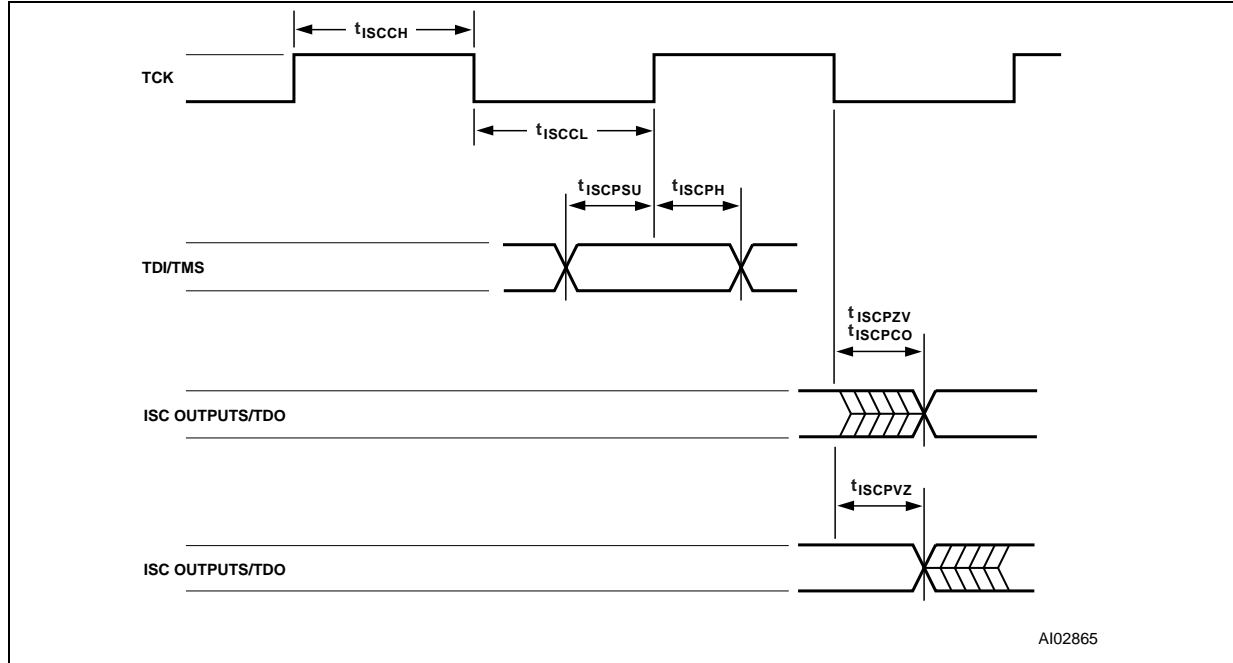 tISCCH
TCK
tISCCL
tISCPSU
tISCPH
TDI/TMS
tISCPZV
tISCPCO
ISC OUTPUTS/TDO
tISCPVZ
ISC OUTPUTS/TDO
AI02865